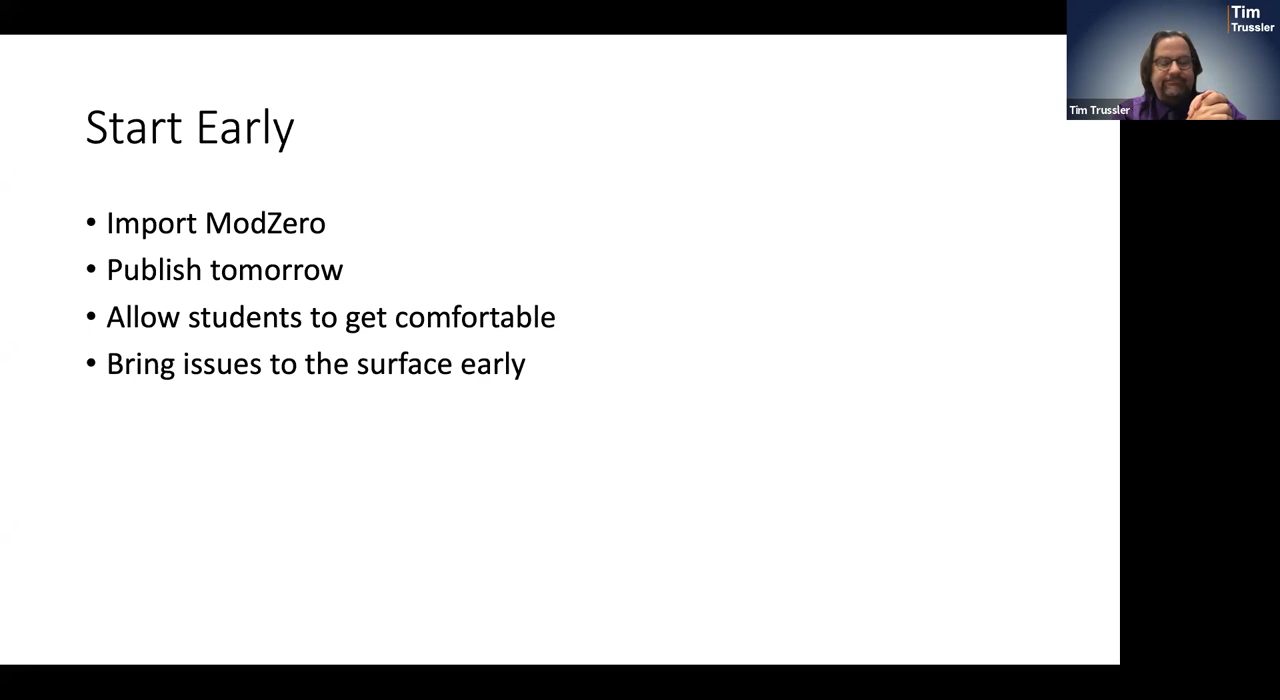 Start Early
• Import ModZero
• Publish tomorrow
• Allow students to get comfortable
• Bring issues to the surface early
Tim
Trussler
Tim Trussler